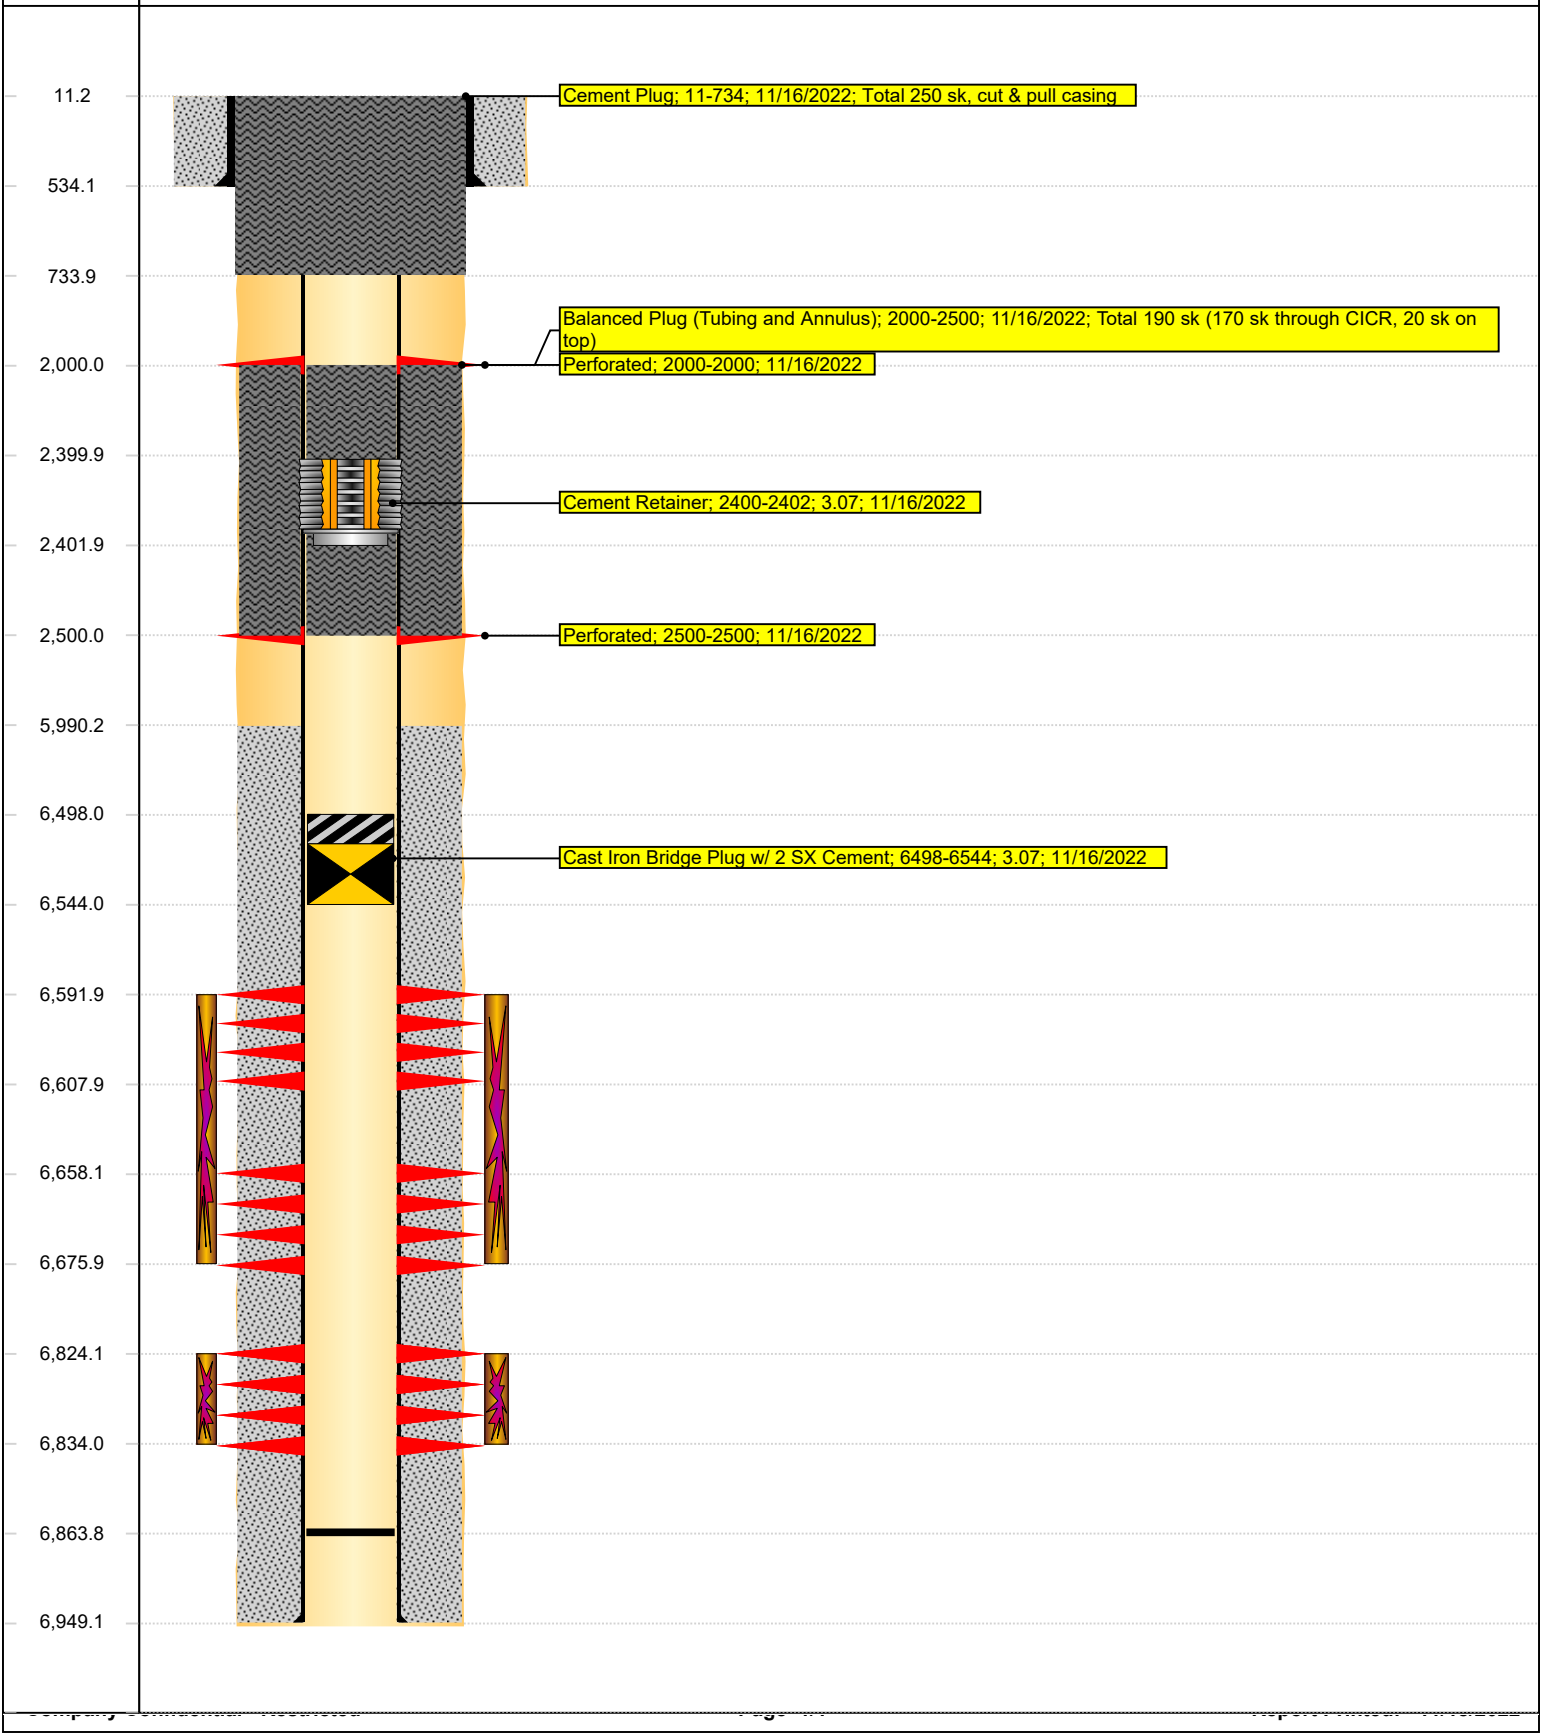 11.2
Cement Plug; 11-734; 11/16/2022; Total 250 sk, cut & pull casing
534.1
733.9
Balanced Plug (Tubing and Annulus); 2000-2500; 11/16/2022; Total 190 sk (170 sk through CICR, 20 sk on
top)
2,000.0
Perforated; 2000-2000; 11/16/2022
2,399.9
Cement Retainer; 2400-2402; 3.07; 11/16/2022
2,401.9
2,500.0
Perforated; 2500-2500; 11/16/2022
5,990.2
6,498.0
Cast Iron Bridge Plug w/ 2 SX Cement; 6498-6544; 3.07; 11/16/2022
6,544.0
6,591.9
6,607.9
6,658.1
6,675.9
6,824.1
6,834.0
6,863.8
6,949.1